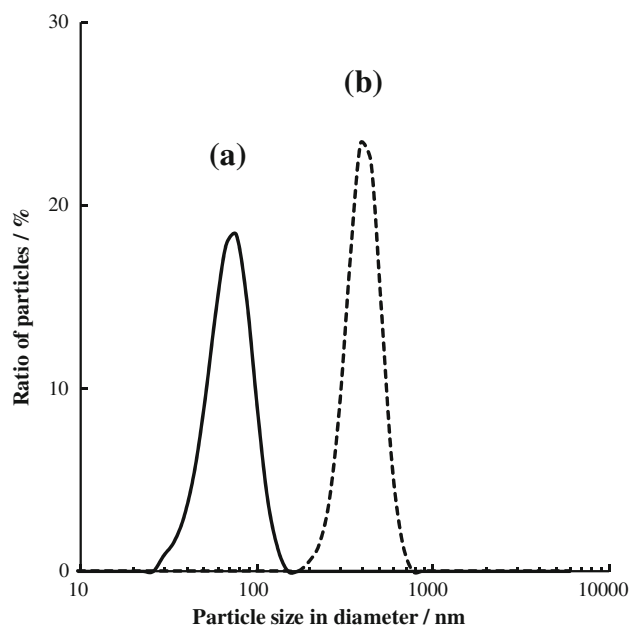 30
(b)
(a)
20
Ratio of particles / %
10
0
10 100 1000 10000
Particle size in diameter / nm